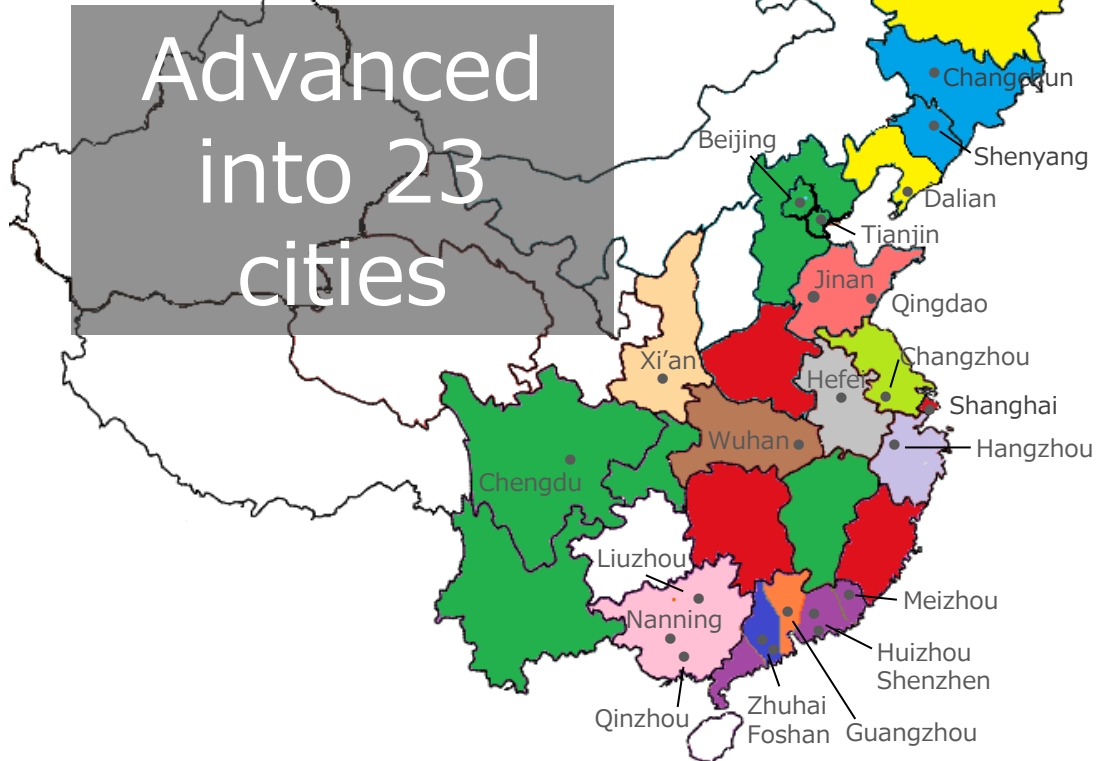 Advanced
into 23
cities
Changchun
Beijing
Shenyang
Dalian
Tianjin
Jinan
Qingdao
Xi’an
Changzhou
Hefei
Shanghai
Wuhan
Hangzhou
Chengdu
Liuzhou
Meizhou
Nanning
Huizhou
Shenzhen
Qinzhou
Zhuhai
Foshan
Guangzhou